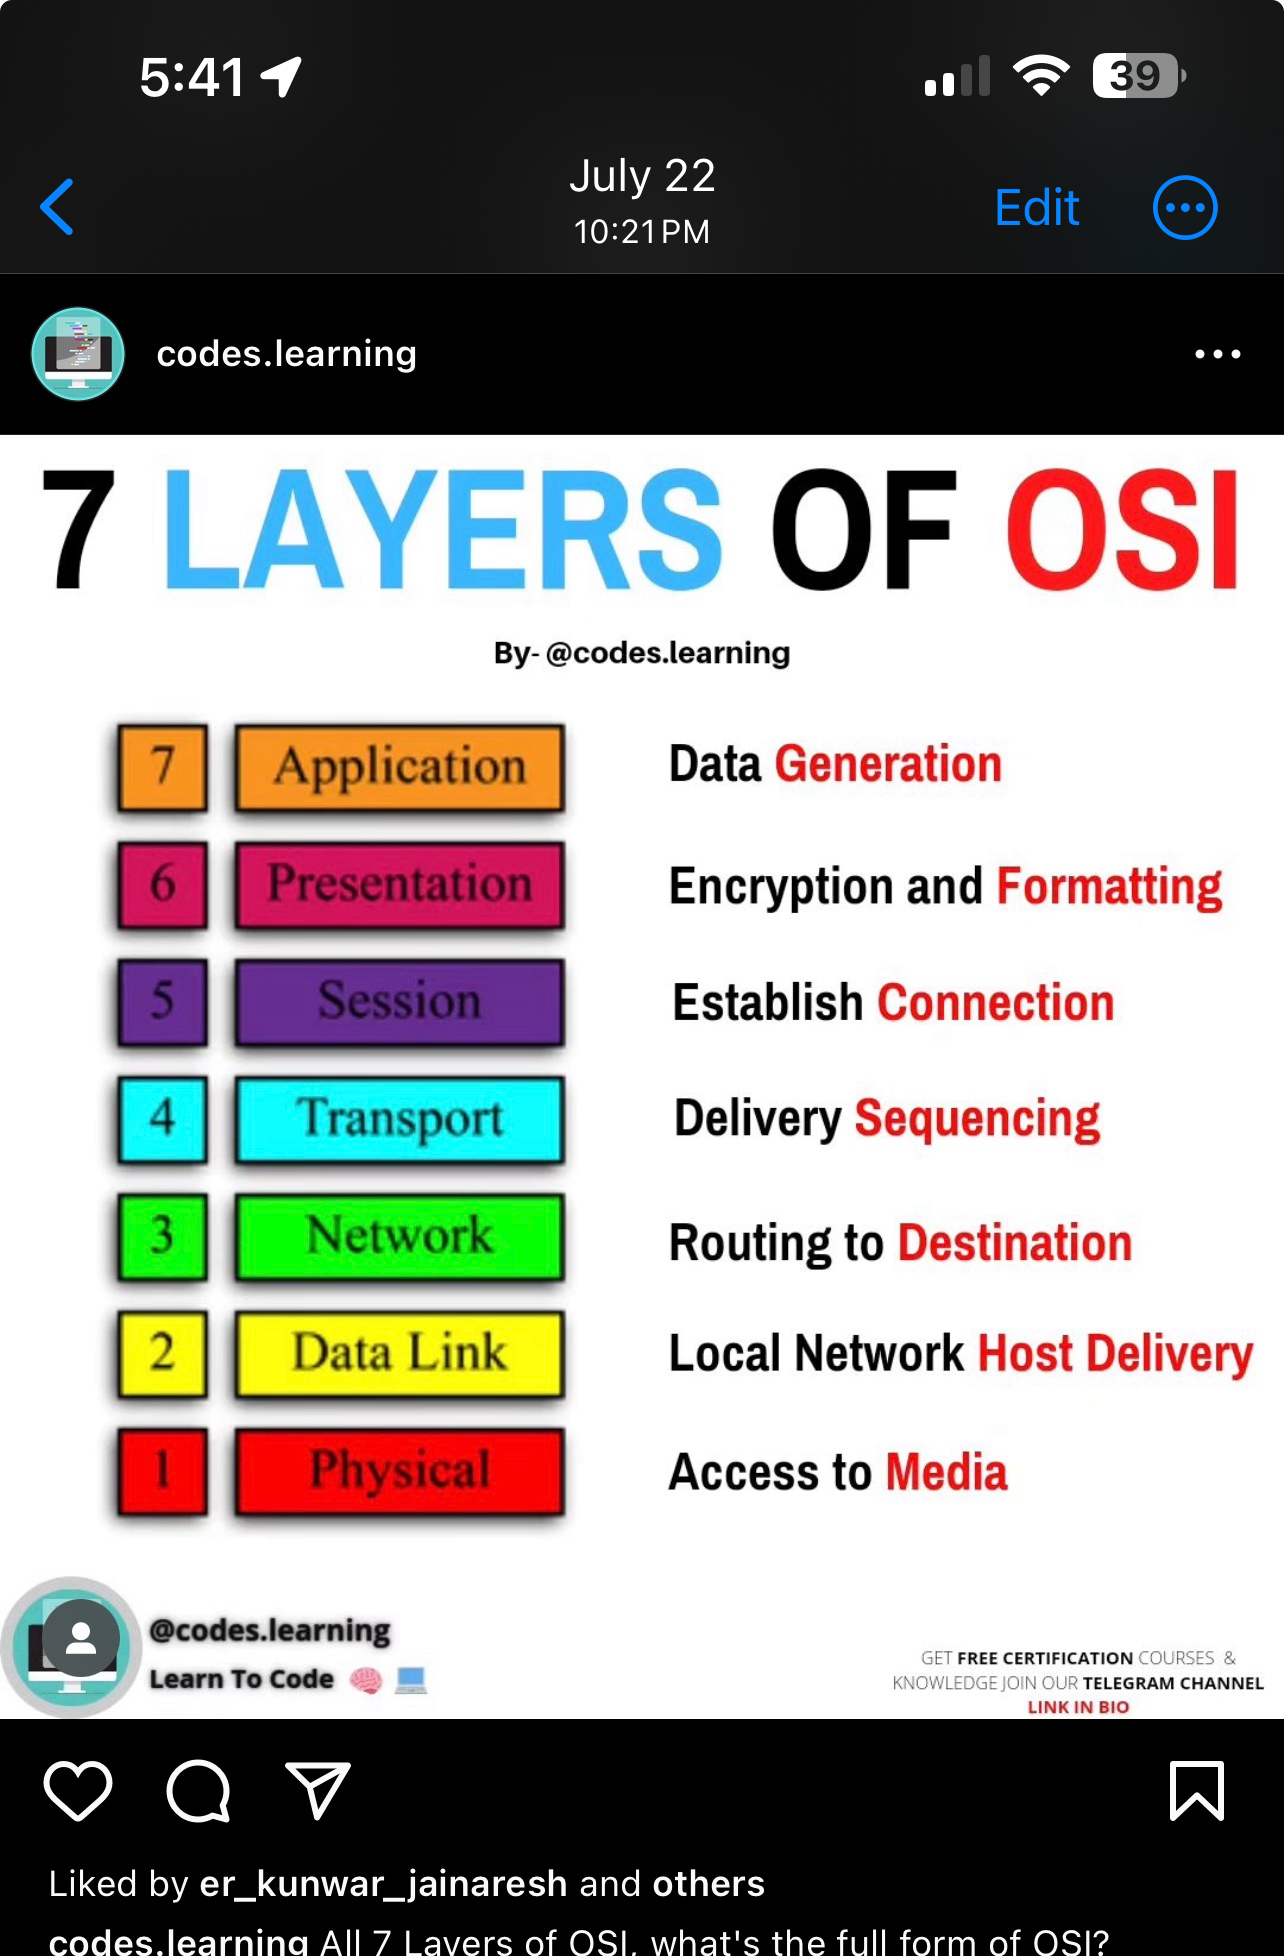 5:41
39
July 22
10:21 PM
Edit
codes.learning
7 LAYERS OF OSI
By- @codes.learning
7 Application Data Generation
6 Presentation Encryption and Formatting
5 Session Establish Connection
4 Transport Delivery Sequencing
3 Network Routing to Destination
2 Data Link Local Network Host Delivery
1 Physical Access to Media
@codes.learning
Learn To Code 🧠 💻
GET FREE CERTIFICATION COURSES &
KNOWLEDGE JOIN OUR TELEGRAM CHANNEL
LINK IN BIO
Liked by er_kunwar_jainaresh and others
codes.learning All 7 Layers of OSI, what's the full form of OSI?